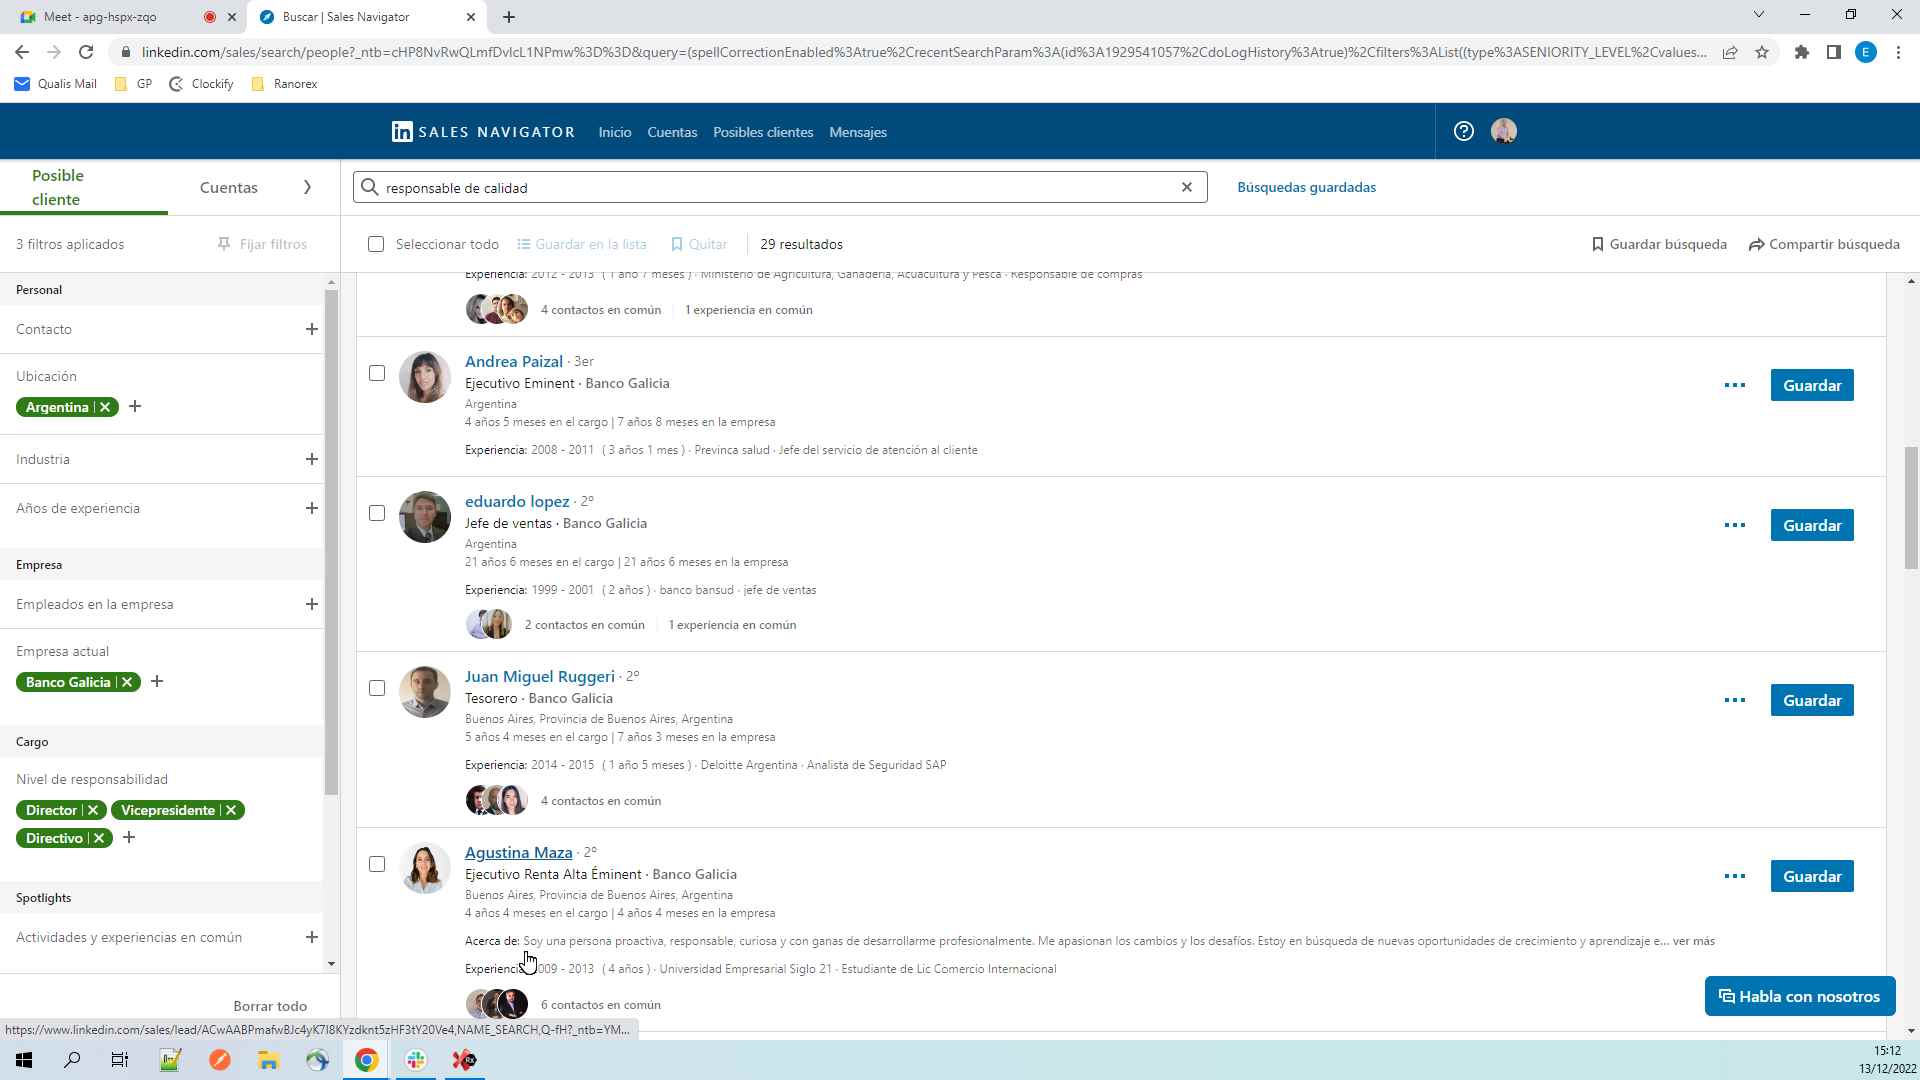 Meet - apg-hspx-zqo
Buscar | Sales Navigator
linkedin.com/sales/search/people?_ntb=cHP8NvRwQLmfDvlcL1NPmw%3D%3D&query=(spellCorrectionEnabled%3Atrue%2CrecentSearchParam%3A(id%3A1929541057%2CdoLogHistory%3Atrue)%2Cfilters%3AList((type%3ASENIORITY_LEVEL%2Cvalues...
E
Qualis Mail
GP
Clockify
Ranorex
in SALES NAVIGATOR
Inicio
Cuentas
Posibles clientes
Mensajes
Posible cliente
Cuentas
responsable de calidad
Búsquedas guardadas
3 filtros aplicados
Fijar filtros
Seleccionar todo
Guardar en la lista
Quitar
29 resultados
Guardar búsqueda
Compartir búsqueda
Personal
Contacto
Ubicación
Argentina
Industria
Años de experiencia
Empresa
Empleados en la empresa
Empresa actual
Banco Galicia
Cargo
Nivel de responsabilidad
Director
Vicepresidente
Directivo
Spotlights
Actividades y experiencias en común
Borrar todo
Experiencia: 2012 - 2013 ( 1 año 7 meses ) · Ministerio de Agricultura, Ganadería, Acuacultura y Pesca · Responsable de compras
4 contactos en común
1 experiencia en común
Andrea Paizal · 3er
Ejecutivo Eminent · Banco Galicia
Argentina
4 años 5 meses en el cargo | 7 años 8 meses en la empresa
Experiencia: 2008 - 2011 ( 3 años 1 mes ) · Previnca salud · Jefe del servicio de atención al cliente
Guardar
eduardo lopez · 2º
Jefe de ventas · Banco Galicia
Argentina
21 años 6 meses en el cargo | 21 años 6 meses en la empresa
Experiencia: 1999 - 2001 ( 2 años ) · banco bansud · jefe de ventas
2 contactos en común
1 experiencia en común
Guardar
Juan Miguel Ruggeri · 2º
Tesorero · Banco Galicia
Buenos Aires, Provincia de Buenos Aires, Argentina
5 años 4 meses en el cargo | 7 años 3 meses en la empresa
Experiencia: 2014 - 2015 ( 1 año 5 meses ) · Deloitte Argentina · Analista de Seguridad SAP
4 contactos en común
Guardar
Agustina Maza · 2º
Ejecutivo Renta Alta Éminent · Banco Galicia
Buenos Aires, Provincia de Buenos Aires, Argentina
4 años 4 meses en el cargo | 4 años 4 meses en la empresa
Acerca de: Soy una persona proactiva, responsable, curiosa y con ganas de desarrollarme profesionalmente. Me apasionan los cambios y los desafíos. Estoy en búsqueda de nuevas oportunidades de crecimiento y aprendizaje e... ver más
009 - 2013 ( 4 años ) · Universidad Empresarial Siglo 21 · Estudiante de Lic Comercio Internacional
6 contactos en común
Guardar
Habla con nosotros
https://www.linkedin.com/sales/lead/ACwAABPmafwBJc4yK7I8KYzdknt5zHF3tY20Ve4,NAME_SEARCH,Q-fH?_ntb=YM...
15:12
13/12/2022